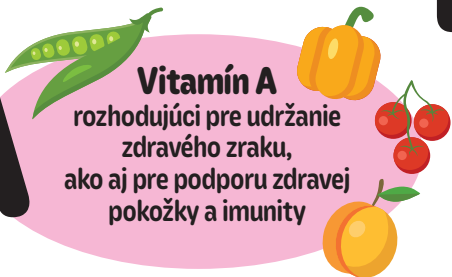 Vitamín A
rozhodujúci pre udržanie
zdravého zraku,
ako aj pre podporu zdravej
pokožky a imunity